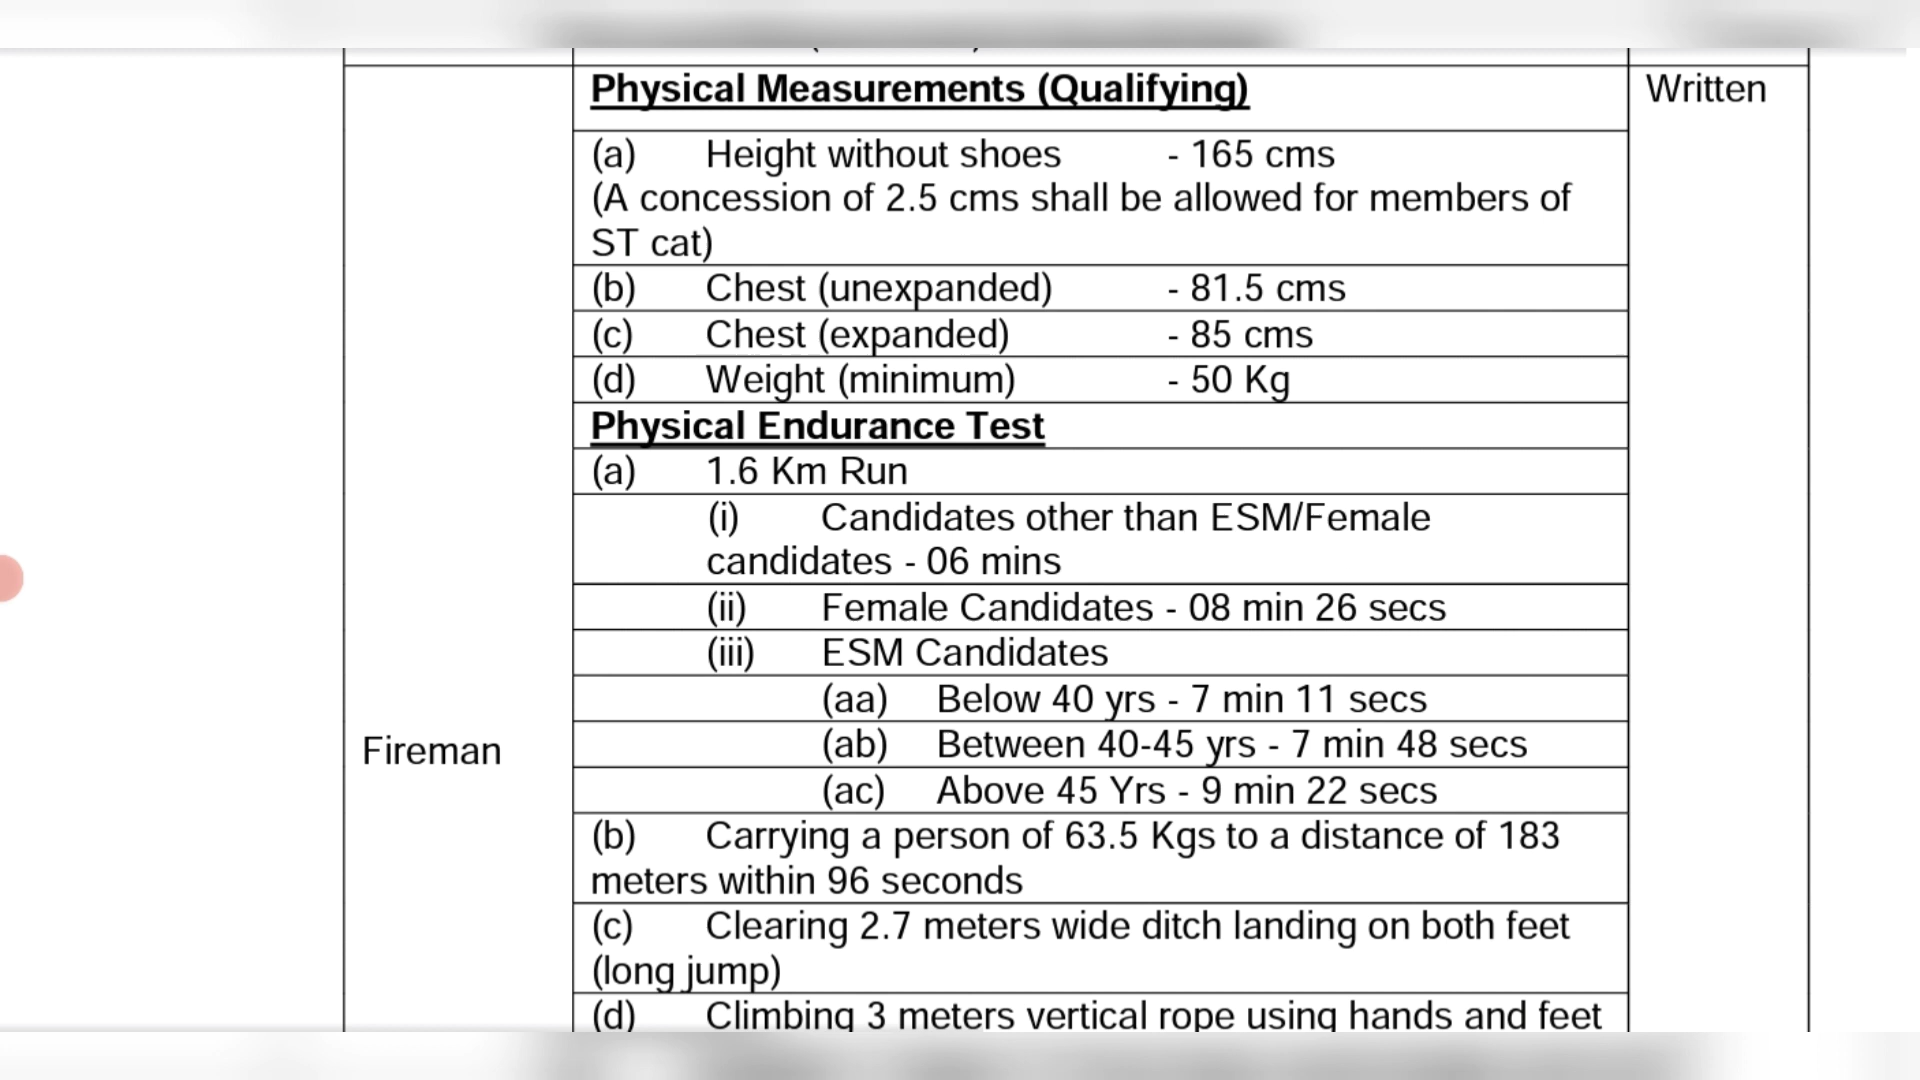 Physical Measurements (Qualifying)
Written
(a) Height without shoes - 165 cms
(A concession of 2.5 cms shall be allowed for members of
ST cat)
(b) Chest (unexpanded) - 81.5 cms
(c) Chest (expanded) - 85 cms
(d) Weight (minimum) - 50 Kg
Physical Endurance Test
(a) 1.6 Km Run
(i) Candidates other than ESM/Female
candidates - 06 mins
(ii) Female Candidates - 08 min 26 secs
(iii) ESM Candidates
(aa) Below 40 yrs - 7 min 11 secs
(ab) Between 40-45 yrs - 7 min 48 secs
Fireman
(ac) Above 45 Yrs - 9 min 22 secs
(b) Carrying a person of 63.5 Kgs to a distance of 183
meters within 96 seconds
(c) Clearing 2.7 meters wide ditch landing on both feet
(long jump)
(d) Climbing 3 meters vertical rope using hands and feet